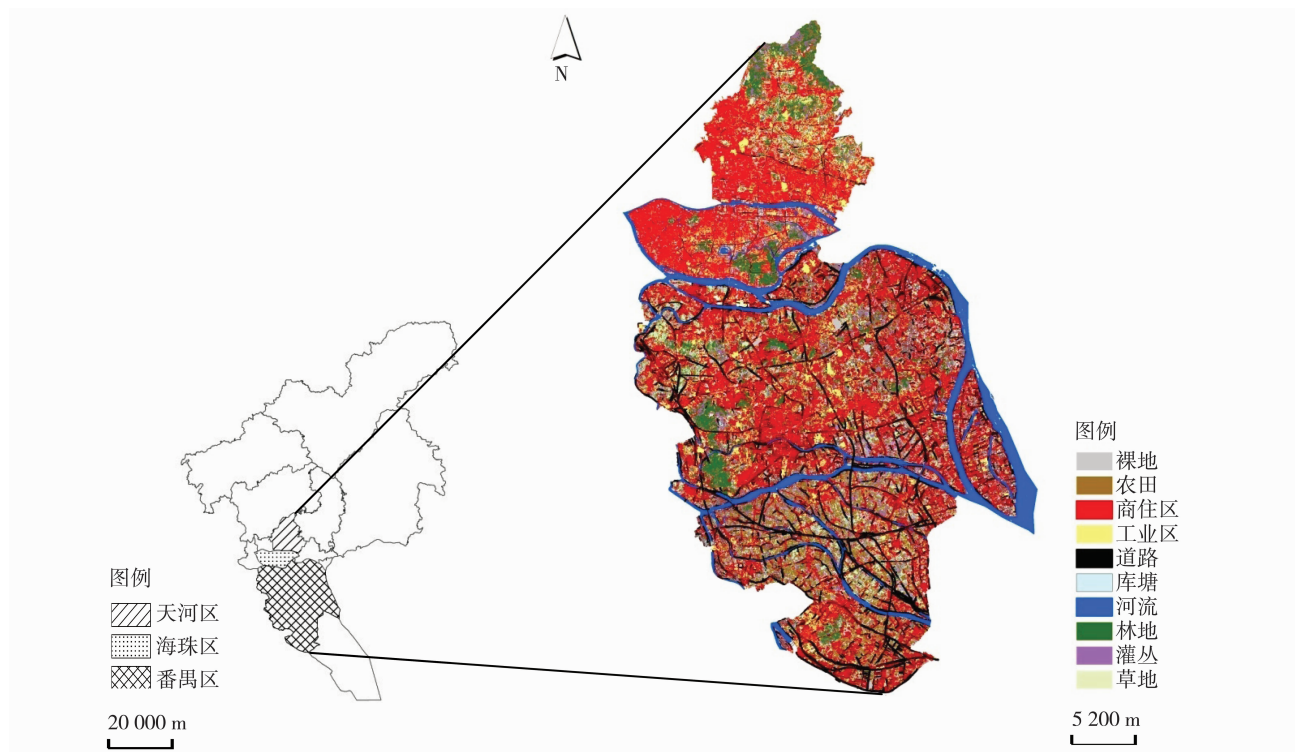 N
图例
天河区
海珠区
番禺区
20 000 m
图例
裸地
农田
商住区
工业区
道路
库塘
河流
林地
灌丛
草地
5 200 m